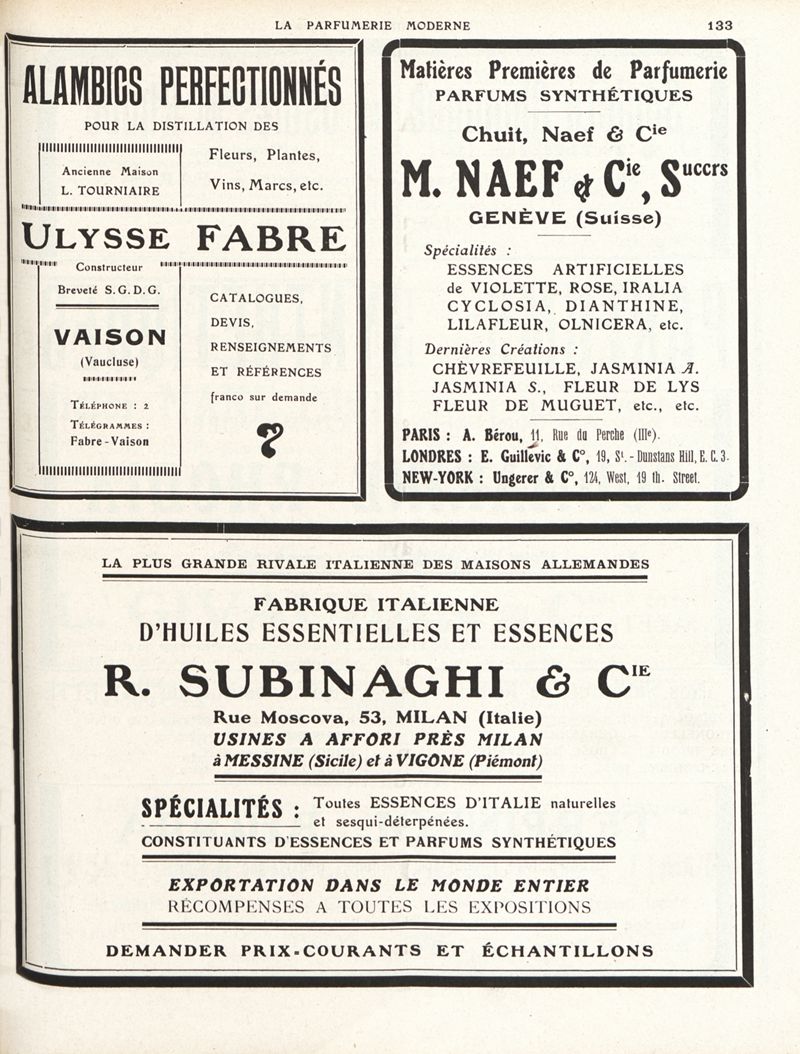 LA PARFUMERIE MODERNE
133
ALAMBICS PERFECTIONNÉS
POUR LA DISTILLATION DES
Ancienne Maison
L. TOURNIAIRE
Fleurs, Plantes,
Vins, Marcs, etc.
ULYSSE FABRE
Constructeur
Breveté S.G.D.G.
VAISON
(Vaucluse)
TÉLÉPHONE : 2
TÉLÉGRAMMES :
Fabre-Vaison
CATALOGUES,
DEVIS,
RENSEIGNEMENTS
ET RÉFÉRENCES
franco sur demande
Matières Premières de Parfumerie
PARFUMS SYNTHÉTIQUES
Chuit, Naef & Cie
M. NAEF & Cie, Succrs
GENÈVE (Suisse)
Spécialités :
ESSENCES ARTIFICIELLES
de VIOLETTE, ROSE, IRALIA
CYCLOSIA, DIANTHINE,
LILAFLEUR, OLNICERA, etc.
Dernières Créations :
CHÈVREFEUILLE, JASMINIA A.
JASMINIA S., FLEUR DE LYS
FLEUR DE MUGUET, etc., etc.
PARIS : A. Bérou, 11, Rue du Perche (IIIe).
LONDRES : E. Guillevic & Co, 19, St.-Dunstans Hill, E.C.3.
NEW-YORK : Ungerer & Co, 124, West, 19 th. Street.
LA PLUS GRANDE RIVALE ITALIENNE DES MAISONS ALLEMANDES
FABRIQUE ITALIENNE
D'HUILES ESSENTIELLES ET ESSENCES
R. SUBINAGHI & CIE
Rue Moscova, 53, MILAN (Italie)
USINES A AFFORI PRÈS MILAN
à MESSINE (Sicile) et à VIGONE (Piémont)
SPÉCIALITÉS : Toutes ESSENCES D'ITALIE naturelles
et sesqui-déterpénées.
CONSTITUANTS D'ESSENCES ET PARFUMS SYNTHÉTIQUES
EXPORTATION DANS LE MONDE ENTIER
RÉCOMPENSES A TOUTES LES EXPOSITIONS
DEMANDER PRIX-COURANTS ET ÉCHANTILLONS